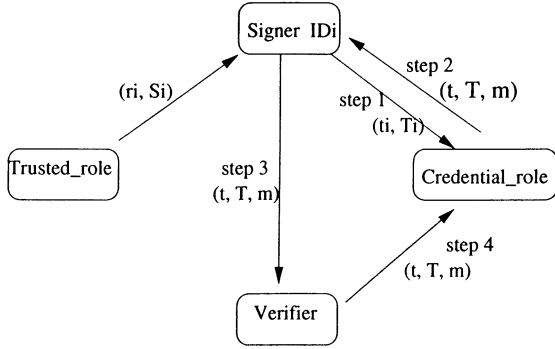 Signer IDi
step 2
(t, T, m)
(ri, Si)
step 1
(ti, Ti)
Trusted_role
step 3
(t, T, m)
Credential_role
step 4
(t, T, m)
Verifier